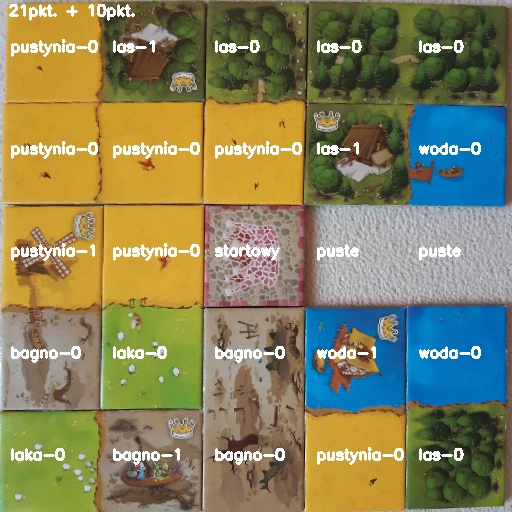 21pkt. + 10pkt.
pustynia-0 las-1 las-0 las-0 las-0
pustynia-0 pustynia-0 pustynia-0 las-1 woda-0
pustynia-1 pustynia-0 startowy puste puste
bagno-0 laka-0 bagno-0 woda-1 woda-0
laka-0 bagno-1 bagno-0 pustynia-0 las-0